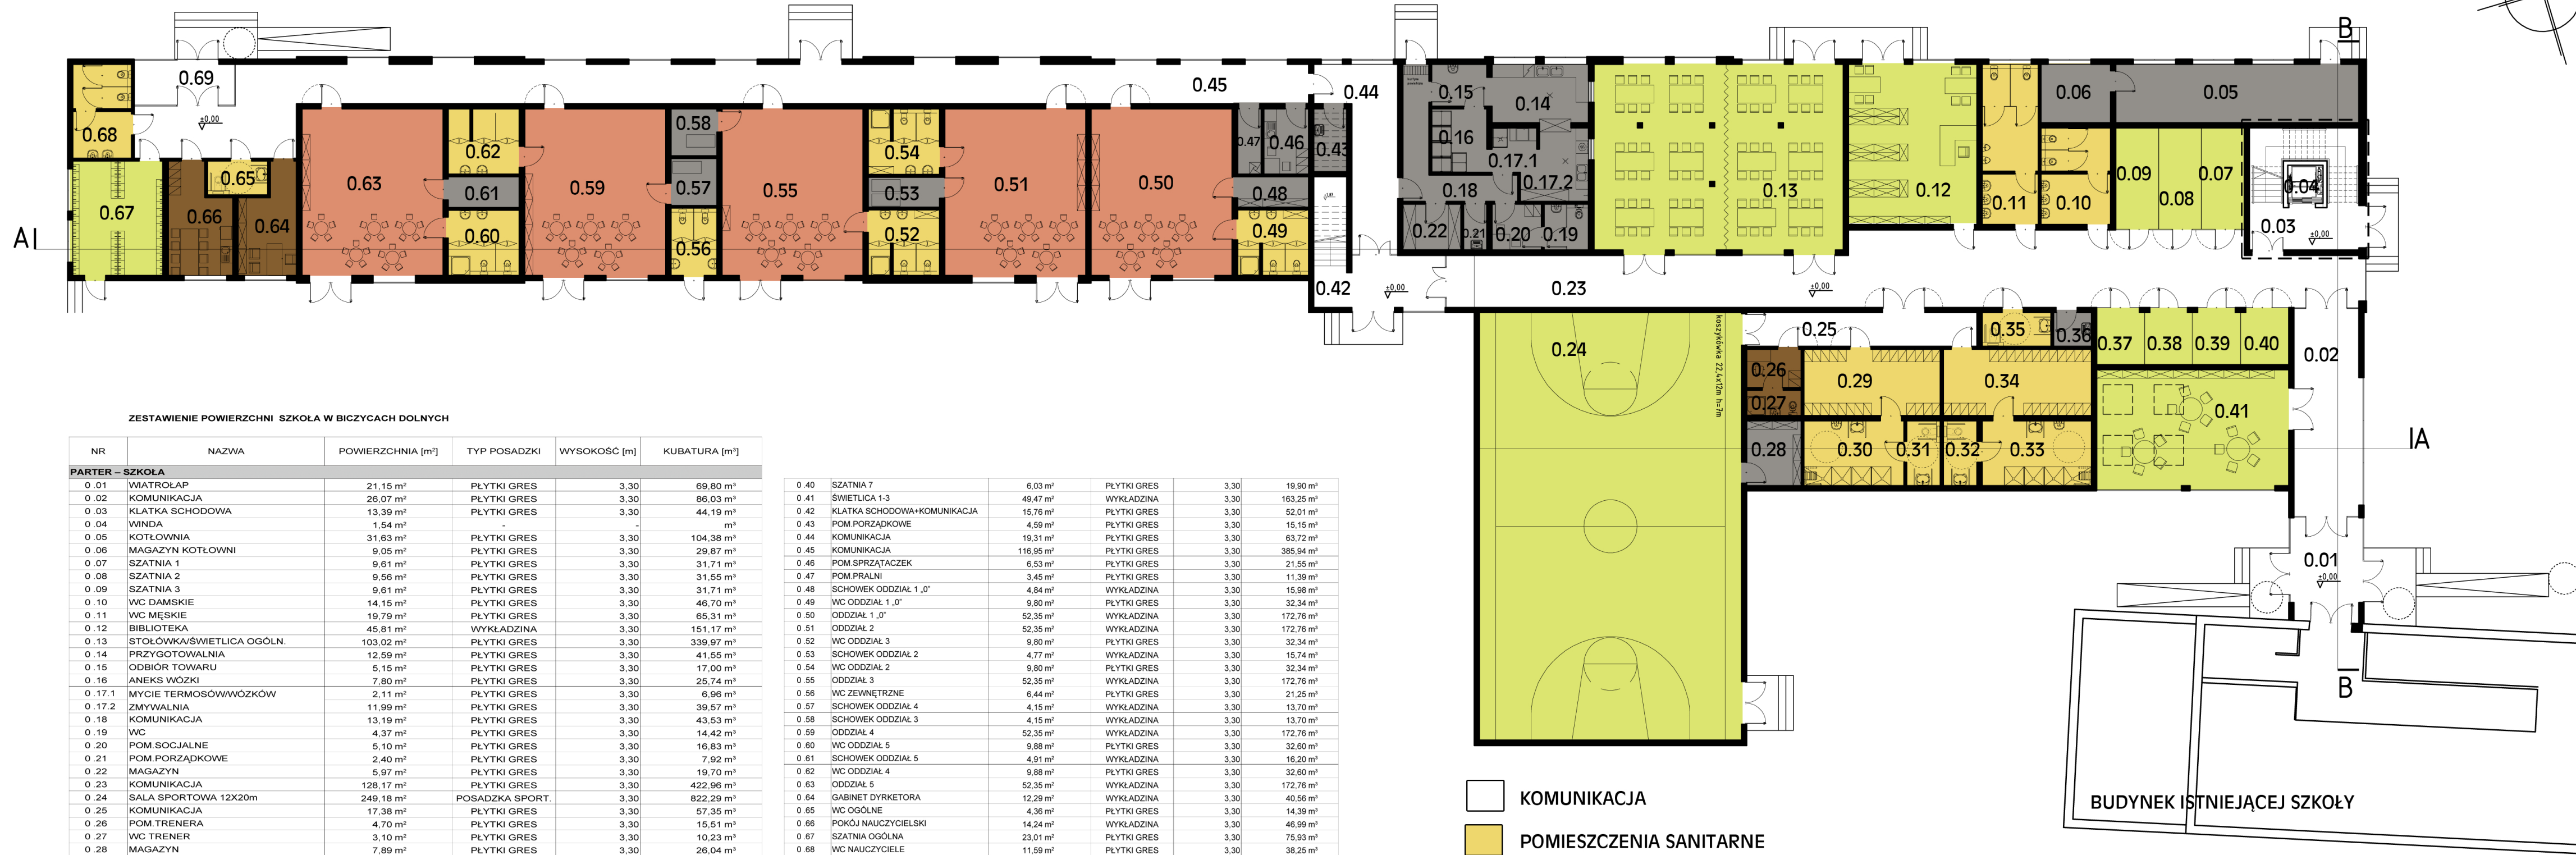 B
0.69
0.45
0.44
0.15
0.14
0.06
0.05
±0,00
0.68
0.58
0.47
0.46
0.43
0.16
0.62
0.54
0.17.1
0.09
0.07
0.65
0.63
0.61
0.59
0.57
0.55
0.53
0.51
0.50
0.48
0.18
0.17.2
0.13
0.12
0.08
0.04
0.67
0.66
0.64
0.60
0.56
0.52
0.49
0.22
0.21
0.20
0.19
0.11
0.10
0.03
±0,00
A
0.42
±0,00
0.23
±0,00
0.24
koszykówka 22,4x12m h=7m
0.25
0.35
0.36
0.37
0.38
0.39
0.40
0.02
0.26
0.29
0.34
0.27
0.41
0.28
0.30
0.31
0.32
0.33
A
0.01
±0,00
B
BUDYNEK ISTNIEJĄCEJ SZKOŁY
ZESTAWIENIE POWIERZCHNI SZKOŁA W BICZYCACH DOLNYCH
NR NAZWA POWIERZCHNIA [m²] TYP POSADZKI WYSOKOŚĆ [m] KUBATURA [m³]
PARTER – SZKOŁA
0.01 WIATROŁAP 21,15 m² PŁYTKI GRES 3,30 69,80 m³
0.02 KOMUNIKACJA 26,07 m² PŁYTKI GRES 3,30 86,03 m³
0.03 KLATKA SCHODOWA 13,39 m² PŁYTKI GRES 3,30 44,19 m³
0.04 WINDA 1,54 m² - - m³
0.05 KOTŁOWNIA 31,63 m² PŁYTKI GRES 3,30 104,38 m³
0.06 MAGAZYN KOTŁOWNI 9,05 m² PŁYTKI GRES 3,30 29,87 m³
0.07 SZATNIA 1 9,61 m² PŁYTKI GRES 3,30 31,71 m³
0.08 SZATNIA 2 9,56 m² PŁYTKI GRES 3,30 31,55 m³
0.09 SZATNIA 3 9,61 m² PŁYTKI GRES 3,30 31,71 m³
0.10 WC DAMSKIE 14,15 m² PŁYTKI GRES 3,30 46,70 m³
0.11 WC MĘSKIE 19,79 m² PŁYTKI GRES 3,30 65,31 m³
0.12 BIBLIOTEKA 45,81 m² WYKŁADZINA 3,30 151,17 m³
0.13 STOŁÓWKA/ŚWIETLICA OGÓLN. 103,02 m² PŁYTKI GRES 3,30 339,97 m³
0.14 PRZYGOTOWALNIA 12,59 m² PŁYTKI GRES 3,30 41,55 m³
0.15 ODBIÓR TOWARU 5,15 m² PŁYTKI GRES 3,30 17,00 m³
0.16 ANEKS WÓZKI 7,80 m² PŁYTKI GRES 3,30 25,74 m³
0.17.1 MYCIE TERMOSÓW/WÓZKÓW 2,11 m² PŁYTKI GRES 3,30 6,96 m³
0.17.2 ZMYWALNIA 11,99 m² PŁYTKI GRES 3,30 39,57 m³
0.18 KOMUNIKACJA 13,19 m² PŁYTKI GRES 3,30 43,53 m³
0.19 WC 4,37 m² PŁYTKI GRES 3,30 14,42 m³
0.20 POM.SOCJALNE 5,10 m² PŁYTKI GRES 3,30 16,83 m³
0.21 POM.PORZĄDKOWE 2,40 m² PŁYTKI GRES 3,30 7,92 m³
0.22 MAGAZYN 5,97 m² PŁYTKI GRES 3,30 19,70 m³
0.23 KOMUNIKACJA 128,17 m² PŁYTKI GRES 3,30 422,96 m³
0.24 SALA SPORTOWA 12X20m 249,18 m² POSADZKA SPORT. 3,30 822,29 m³
0.25 KOMUNIKACJA 17,38 m² PŁYTKI GRES 3,30 57,35 m³
0.26 POM.TRENERA 4,70 m² PŁYTKI GRES 3,30 15,51 m³
0.27 WC TRENER 3,10 m² PŁYTKI GRES 3,30 10,23 m³
0.28 MAGAZYN 7,89 m² PŁYTKI GRES 3,30 26,04 m³
0.40 SZATNIA 7 6,03 m² PŁYTKI GRES 3,30 19,90 m³
0.41 ŚWIETLICA 1-3 49,47 m² WYKŁADZINA 3,30 163,25 m³
0.42 KLATKA SCHODOWA+KOMUNIKACJA 15,76 m² PŁYTKI GRES 3,30 52,01 m³
0.43 POM.PORZĄDKOWE 4,59 m² PŁYTKI GRES 3,30 15,15 m³
0.44 KOMUNIKACJA 19,31 m² PŁYTKI GRES 3,30 63,72 m³
0.45 KOMUNIKACJA 116,95 m² PŁYTKI GRES 3,30 385,94 m³
0.46 POM.SPRZĄTACZEK 6,53 m² PŁYTKI GRES 3,30 21,55 m³
0.47 POM.PRALNI 3,45 m² PŁYTKI GRES 3,30 11,39 m³
0.48 SCHOWEK ODDZIAŁ 1 „0" 4,84 m² WYKŁADZINA 3,30 15,98 m³
0.49 WC ODDZIAŁ 1 „0" 9,80 m² PŁYTKI GRES 3,30 32,34 m³
0.50 ODDZIAŁ 1 „0" 52,35 m² WYKŁADZINA 3,30 172,76 m³
0.51 ODDZIAŁ 2 52,35 m² WYKŁADZINA 3,30 172,76 m³
0.52 WC ODDZIAŁ 3 9,80 m² PŁYTKI GRES 3,30 32,34 m³
0.53 SCHOWEK ODDZIAŁ 2 4,77 m² WYKŁADZINA 3,30 15,74 m³
0.54 WC ODDZIAŁ 2 9,80 m² PŁYTKI GRES 3,30 32,34 m³
0.55 ODDZIAŁ 3 52,35 m² WYKŁADZINA 3,30 172,76 m³
0.56 WC ZEWNĘTRZNE 6,44 m² PŁYTKI GRES 3,30 21,25 m³
0.57 SCHOWEK ODDZIAŁ 4 4,15 m² WYKŁADZINA 3,30 13,70 m³
0.58 SCHOWEK ODDZIAŁ 3 4,15 m² WYKŁADZINA 3,30 13,70 m³
0.59 ODDZIAŁ 4 52,35 m² WYKŁADZINA 3,30 172,76 m³
0.60 WC ODDZIAŁ 5 9,88 m² PŁYTKI GRES 3,30 32,60 m³
0.61 SCHOWEK ODDZIAŁ 5 4,91 m² WYKŁADZINA 3,30 16,20 m³
0.62 WC ODDZIAŁ 4 9,88 m² PŁYTKI GRES 3,30 32,60 m³
0.63 ODDZIAŁ 5 52,35 m² WYKŁADZINA 3,30 172,76 m³
0.64 GABINET DYRKETORA 12,29 m² WYKŁADZINA 3,30 40,56 m³
0.65 WC OGÓLNE 4,36 m² PŁYTKI GRES 3,30 14,39 m³
0.66 POKÓJ NAUCZYCIELSKI 14,24 m² WYKŁADZINA 3,30 46,99 m³
0.67 SZATNIA OGÓLNA 23,01 m² PŁYTKI GRES 3,30 75,93 m³
0.68 WC NAUCZYCIELE 11,59 m² PŁYTKI GRES 3,30 38,25 m³
KOMUNIKACJA
POMIESZCZENIA SANITARNE